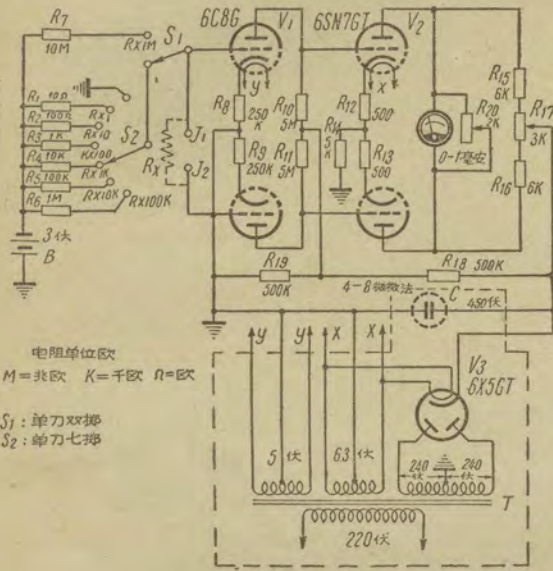 R7
10M
RX1M
S1
6C8G
V1
6SN7GT
V2
R1
10Ω
RX1
R2
100Ω
RX10
R3
1K
RX100
R4
10K
RX1K
R5
100K
RX10K
R6
1M
RX100K
S2
J1
J2
RX
y
X
R8
250K
R9
250K
R10
5M
R11
5M
R12
500
R13
500
R14
5K
R20
2K
0-1毫安
R15
6K
R17
3K
R16
6K
3伏
B
R19
500K
R18
500K
4-8微法
C
450伏
y
y
X
X
V3
6X5GT
电阻单位欧
M=兆欧 K=千欧 Ω=欧
S1:单刀双掷
S2:单刀七掷
5伏
63伏
240伏
240伏
T
220伏